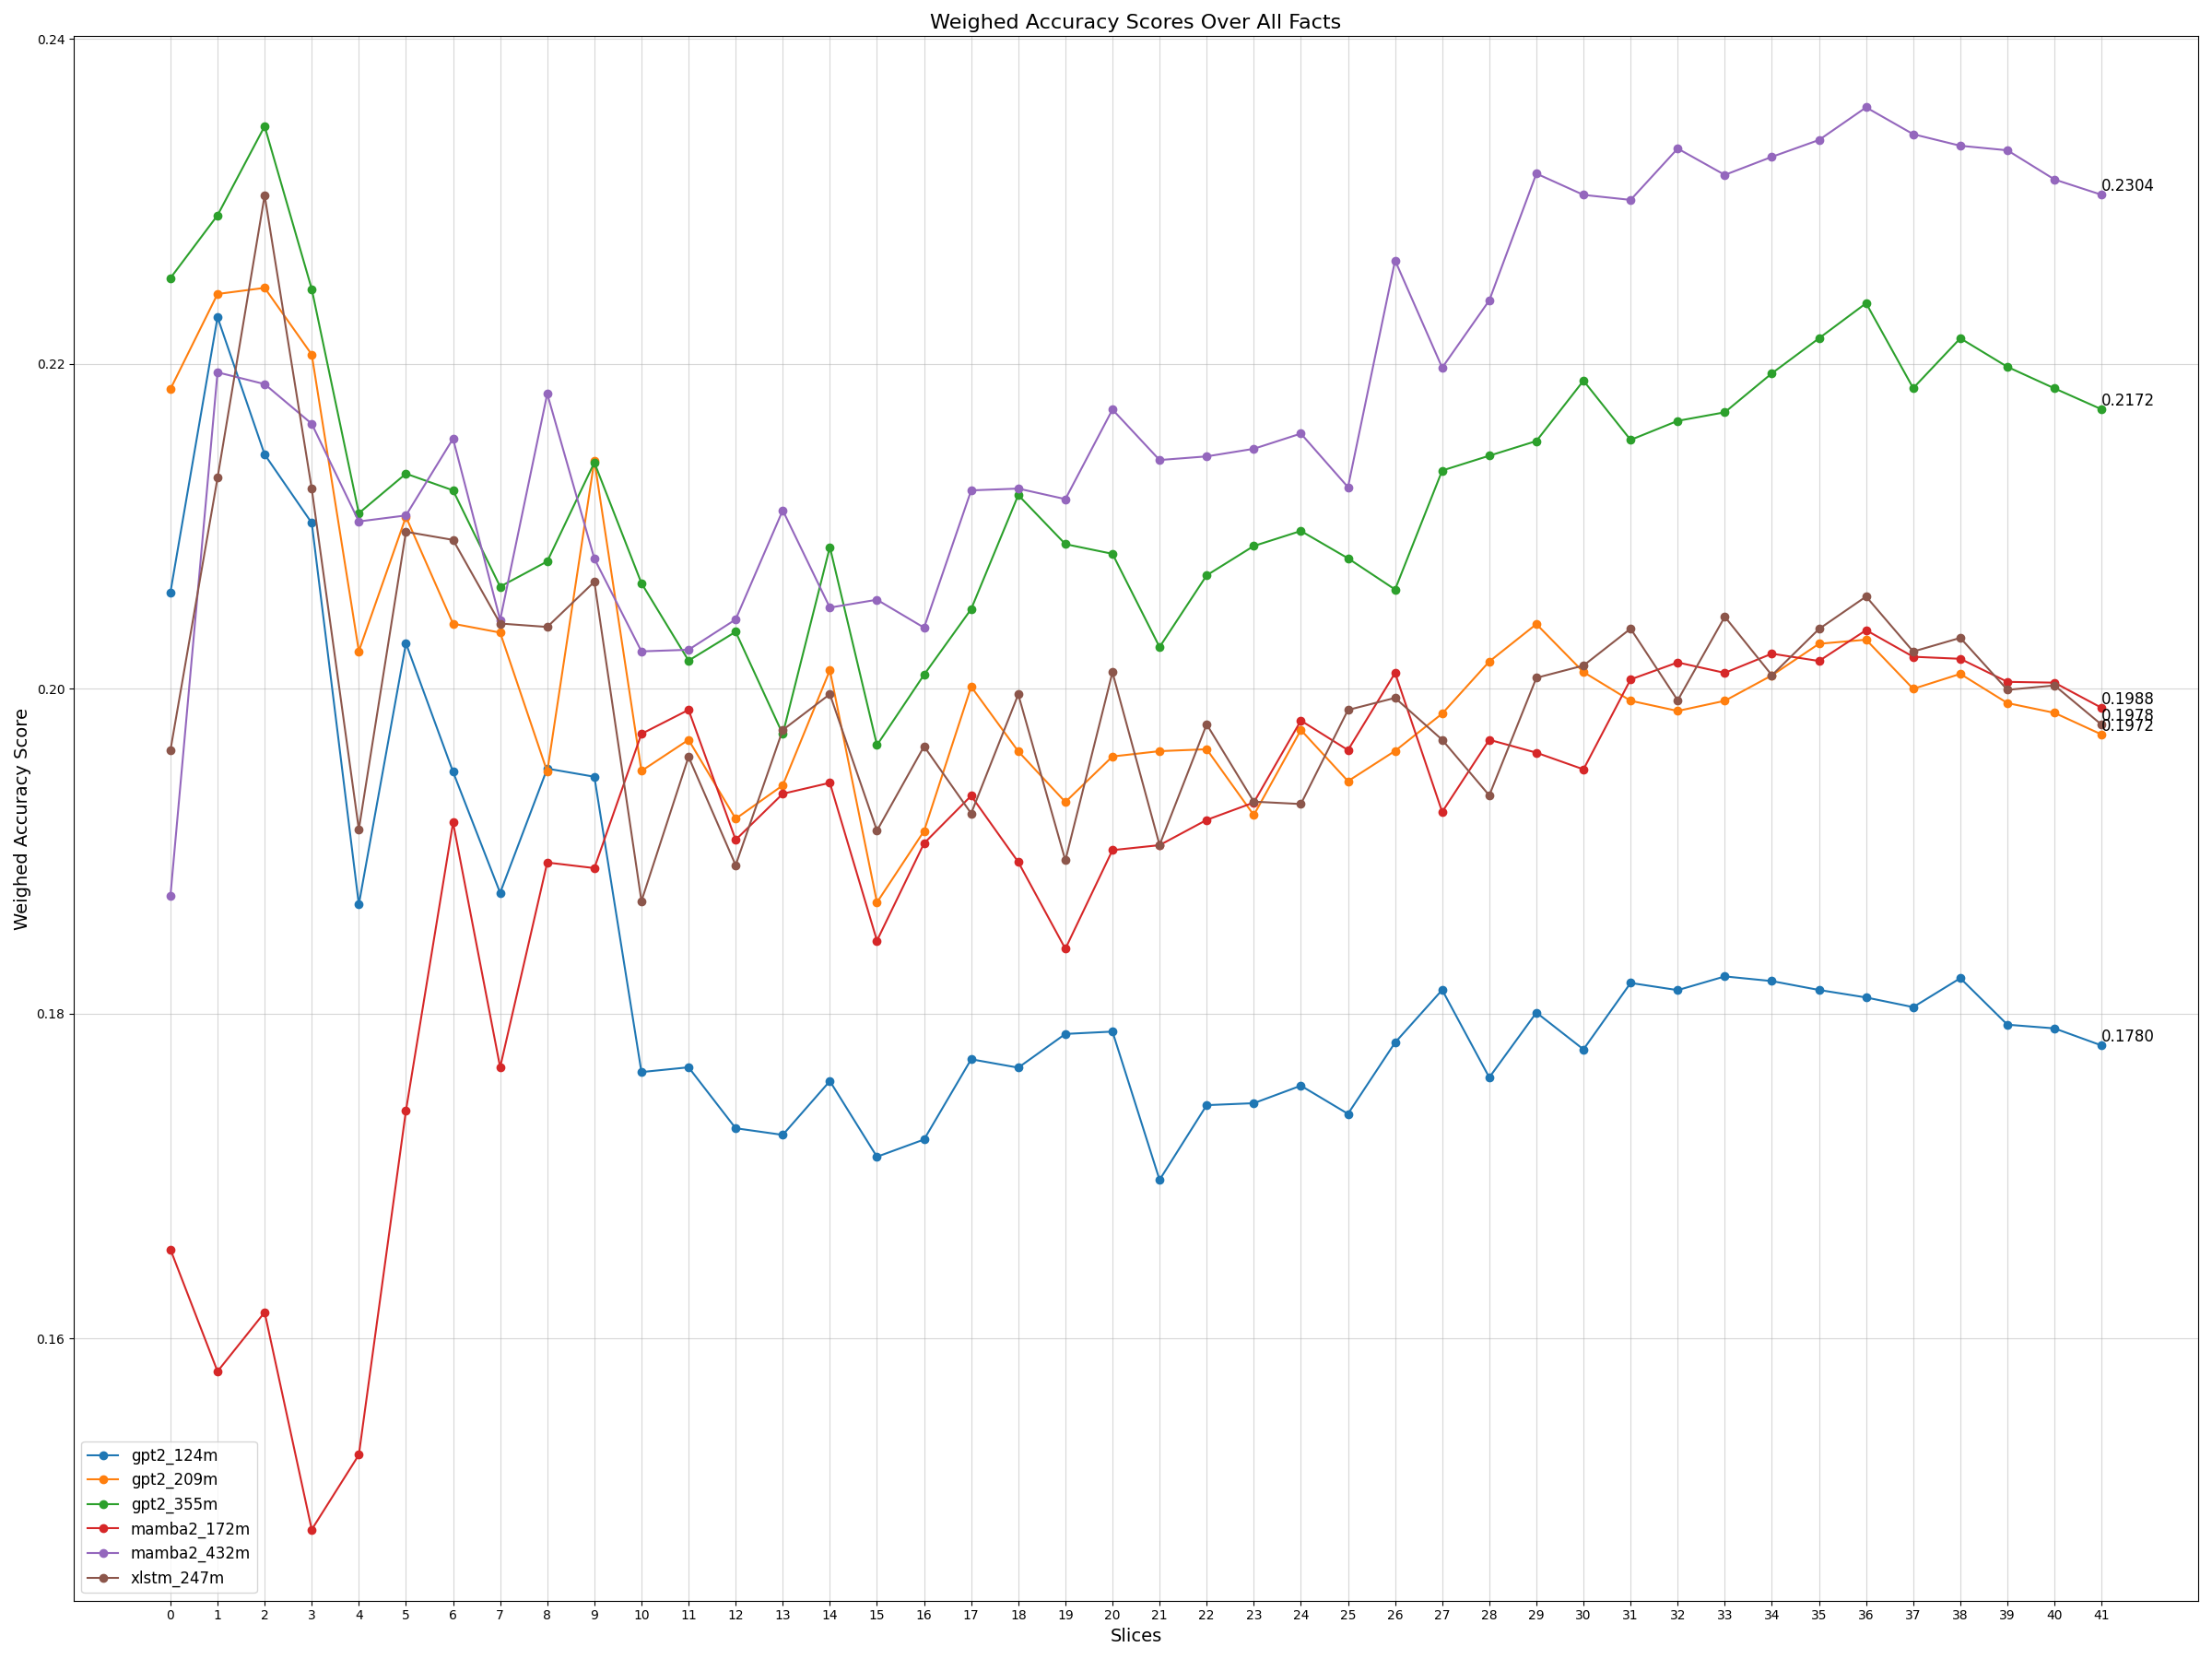 Weighed Accuracy Scores Over All Facts
Weighed Accuracy Score
0.24
0.22
0.20
0.18
0.16
0.2304
0.2172
0.1988
0.1978
0.1972
0.1780
gpt2_124m
gpt2_209m
gpt2_355m
mamba2_172m
mamba2_432m
xlstm_247m
0 1 2 3 4 5 6 7 8 9 10 11 12 13 14 15 16 17 18 19 20 21 22 23 24 25 26 27 28 29 30 31 32 33 34 35 36 37 38 39 40 41
Slices